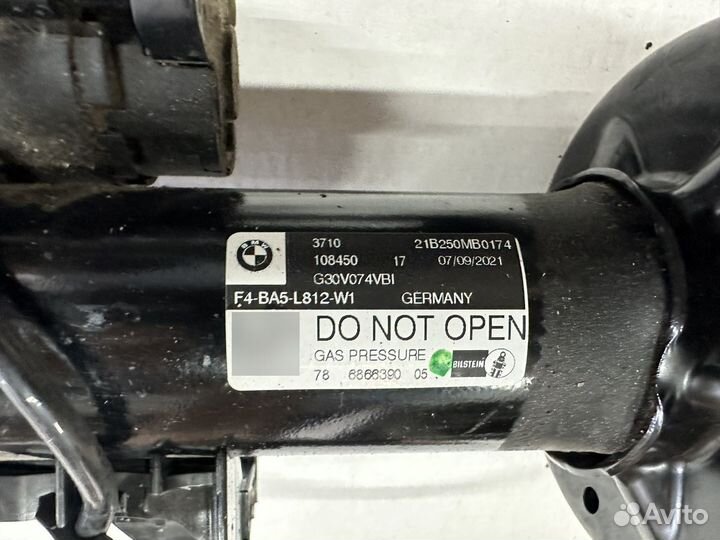 BMW
3710 21B250MB0174
108450 17 07/09/2021
G30V074VBI
F4-BA5-L812-W1 GERMANY
DO NOT OPEN
GAS PRESSURE
78 6866390 05
BILSTEIN
Avito